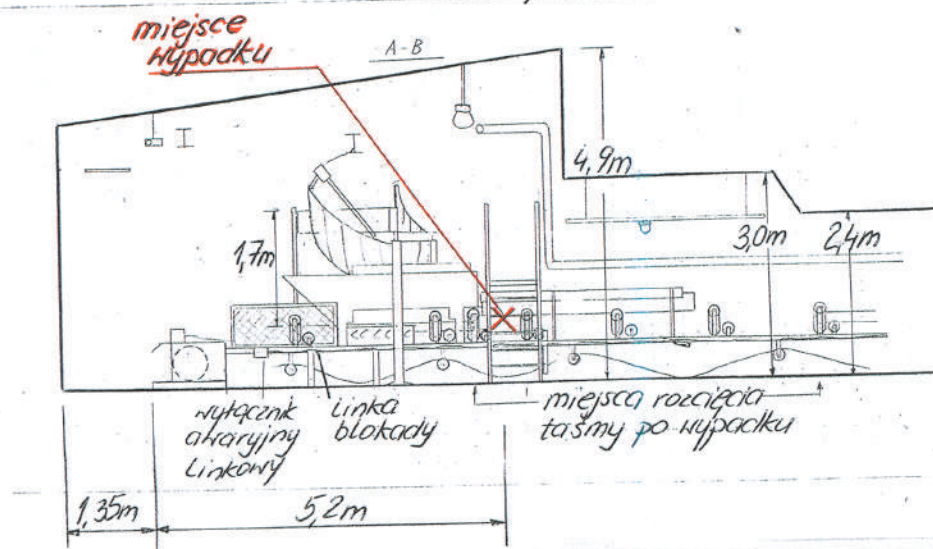 miejsce
wypadku
A-B
4,9m
1,7m
3,0m
2,4m
wyłącznik
awaryjny
linkowy
linka
blokady
miejsca rozcięcia
taśmy po wypadku
1,35m
5,2m